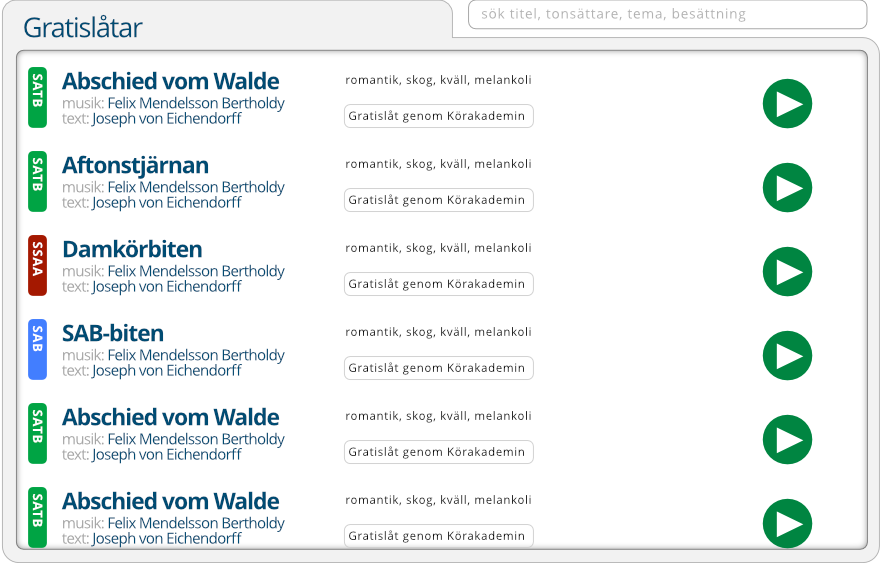 Gratislåtar
sök titel, tonsättare, tema, besättning
SATB
Abschied vom Walde
musik: Felix Mendelsson Bertholdy
text: Joseph von Eichendorff
romantik, skog, kväll, melankoli
Gratislåt genom Körakademin
SATB
Aftonstjärnan
musik: Felix Mendelsson Bertholdy
text: Joseph von Eichendorff
romantik, skog, kväll, melankoli
Gratislåt genom Körakademin
SSAA
Damkörbiten
musik: Felix Mendelsson Bertholdy
text: Joseph von Eichendorff
romantik, skog, kväll, melankoli
Gratislåt genom Körakademin
SAB
SAB-biten
musik: Felix Mendelsson Bertholdy
text: Joseph von Eichendorff
romantik, skog, kväll, melankoli
Gratislåt genom Körakademin
SATB
Abschied vom Walde
musik: Felix Mendelsson Bertholdy
text: Joseph von Eichendorff
romantik, skog, kväll, melankoli
Gratislåt genom Körakademin
SATB
Abschied vom Walde
musik: Felix Mendelsson Bertholdy
text: Joseph von Eichendorff
romantik, skog, kväll, melankoli
Gratislåt genom Körakademin